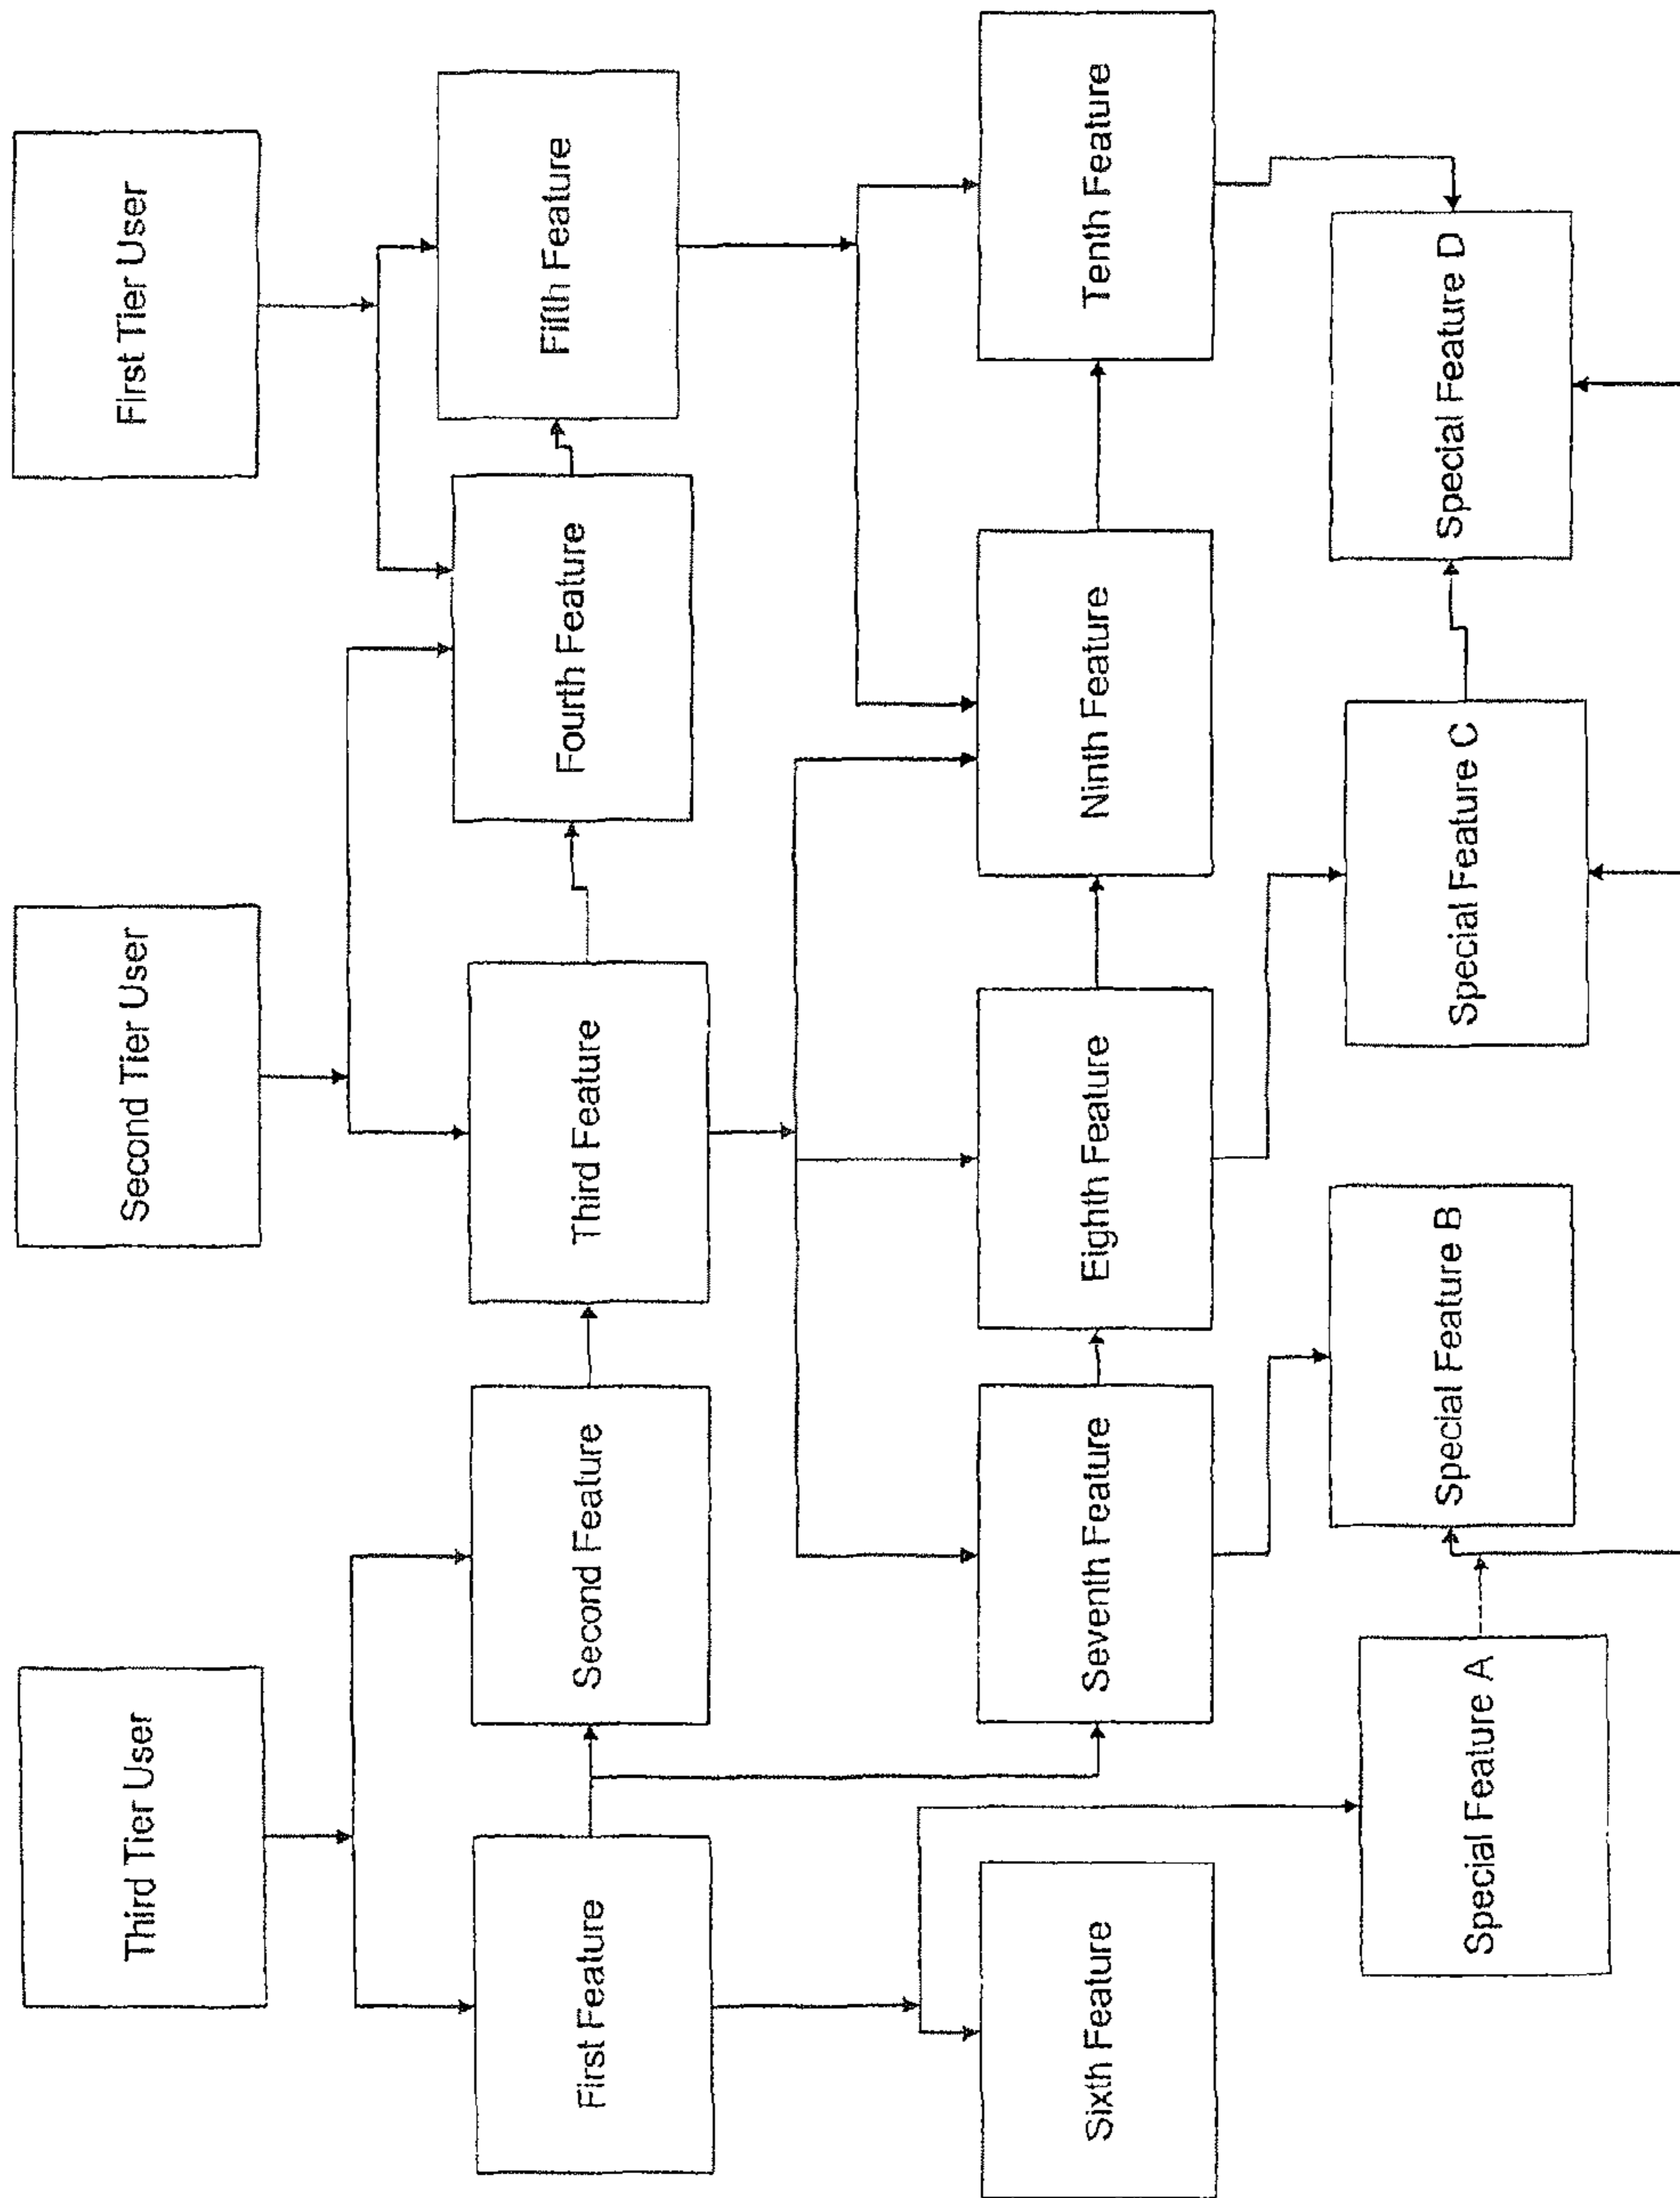 Third Tier User
Second Tier User
First Tier User
First Feature
Second Feature
Third Feature
Fourth Feature
Fifth Feature
Sixth Feature
Seventh Feature
Eighth Feature
Ninth Feature
Tenth Feature
Special Feature A
Special Feature B
Special Feature C
Special Feature D